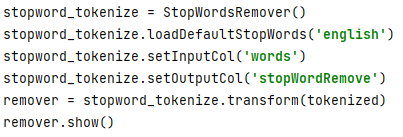 stopword_tokenize = StopWordsRemover()
stopword_tokenize.loadDefaultStopWords('english')
stopword_tokenize.setInputCol('words')
stopword_tokenize.setOutputCol('stopWordRemove')
remover = stopword_tokenize.transform(tokenized)
remover.show()